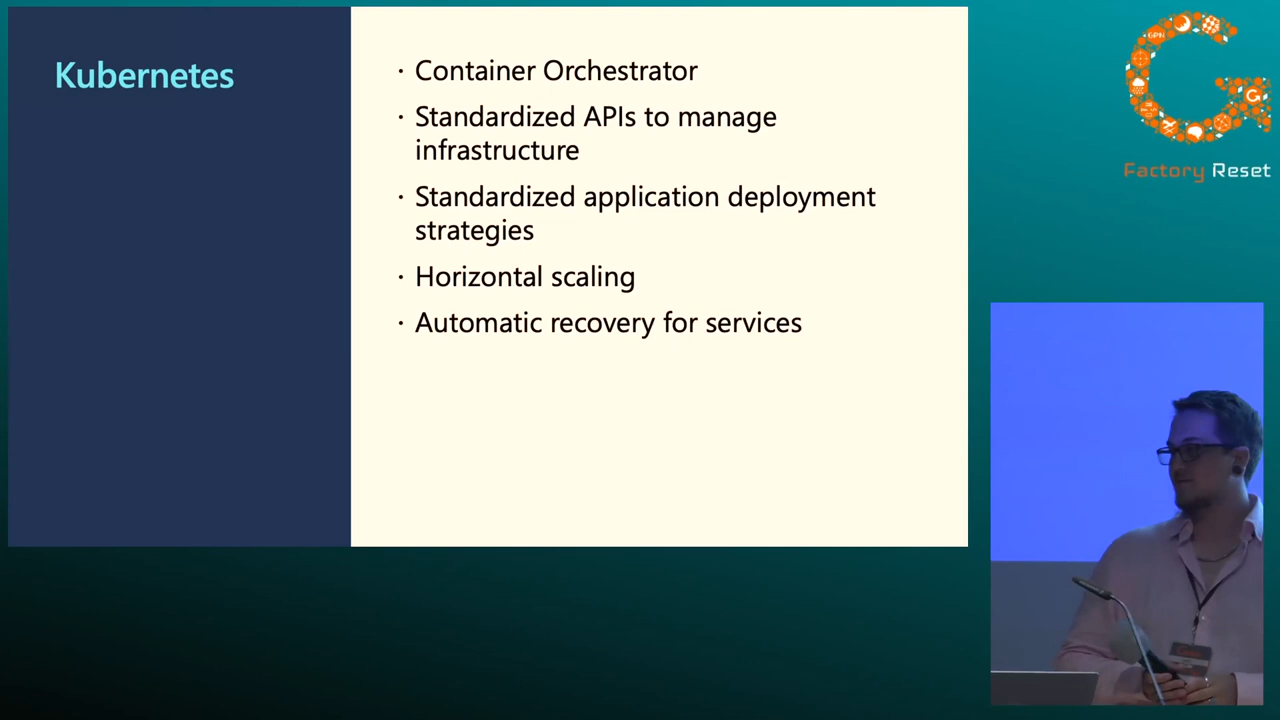 Kubernetes
· Container Orchestrator
· Standardized APIs to manage
infrastructure
· Standardized application deployment
strategies
· Horizontal scaling
· Automatic recovery for services
GPN
G
Factory Reset